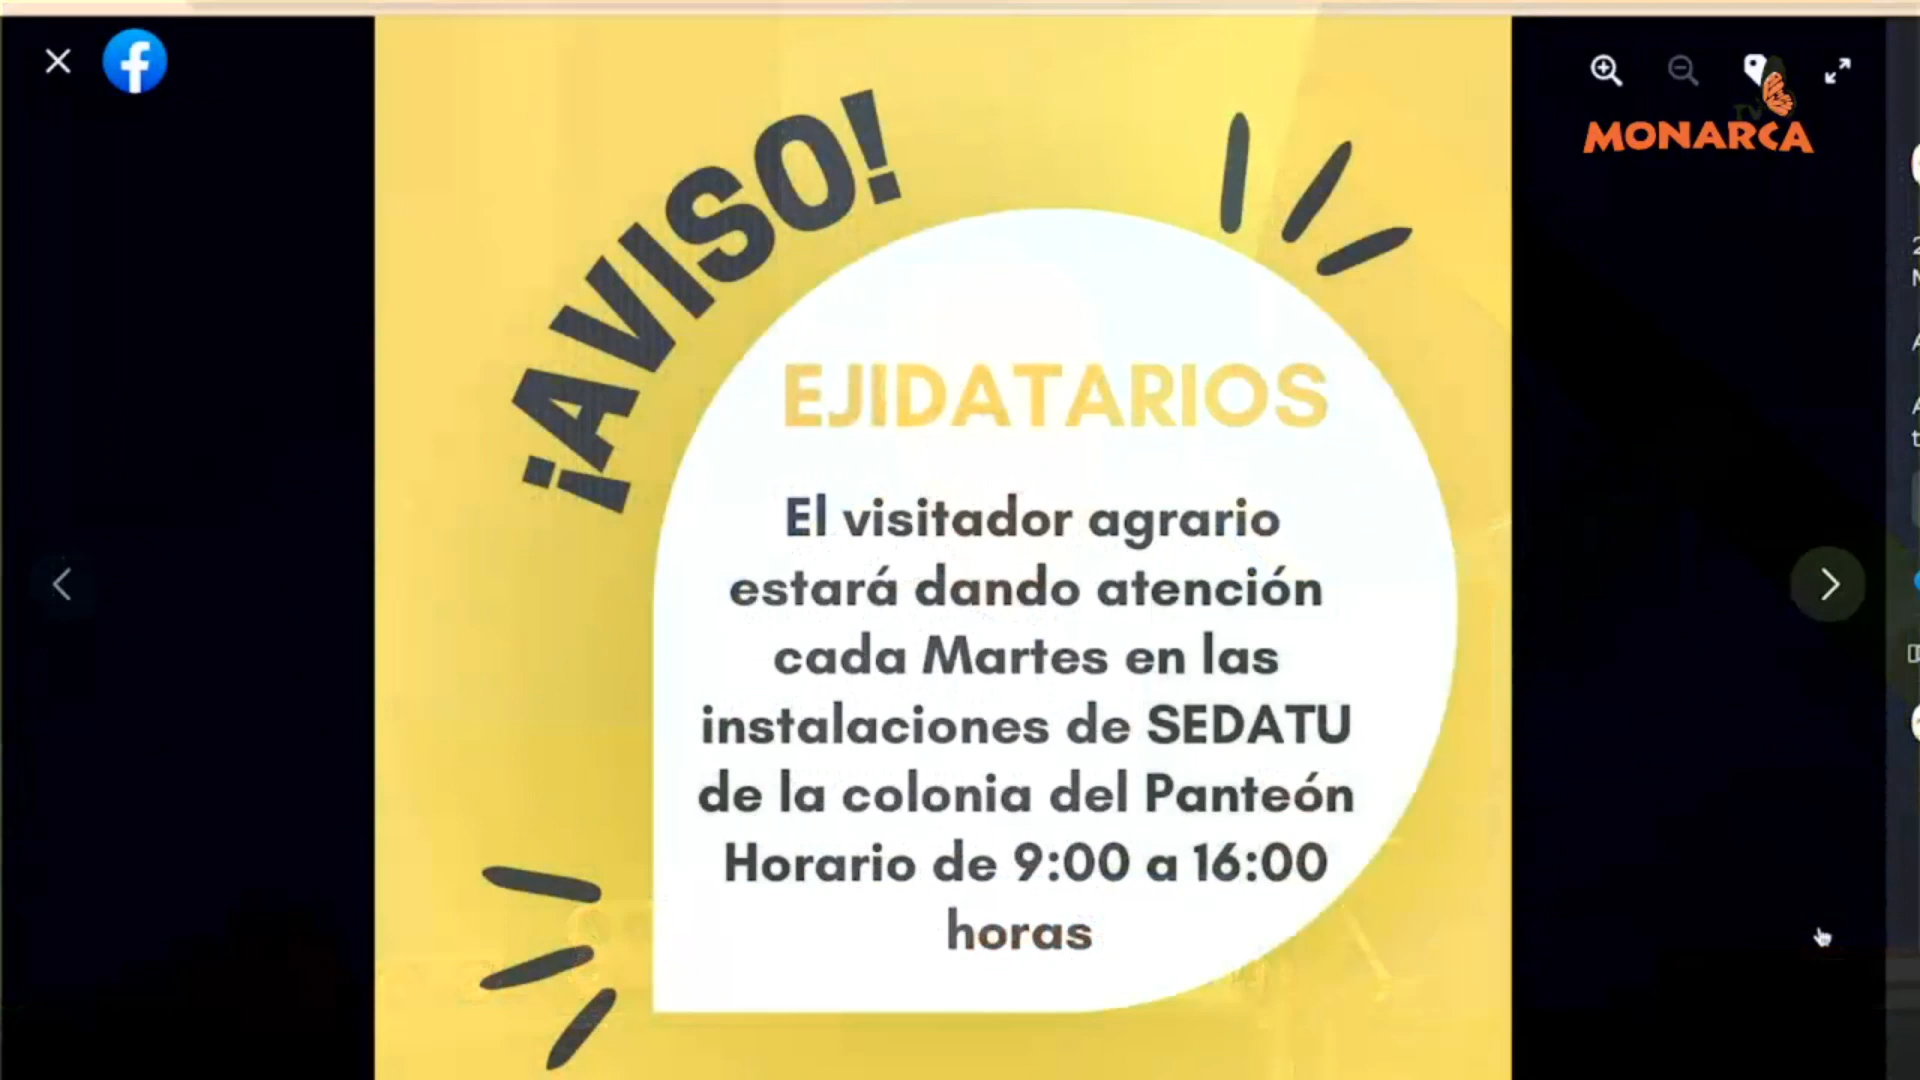 MONARCA
¡AVISO!
EJIDATARIOS
El visitador agrario
estará dando atención
cada Martes en las
instalaciones de SEDATU
de la colonia del Panteón
Horario de 9:00 a 16:00
horas